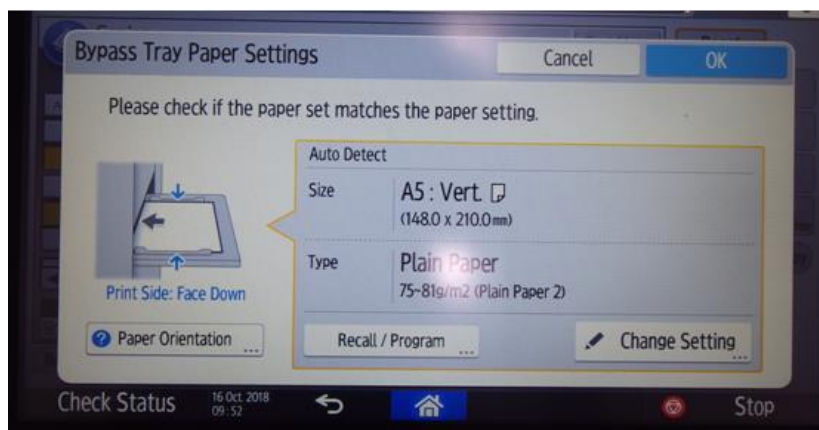 Bypass Tray Paper Settings
Cancel
OK
Please check if the paper set matches the paper setting.
Auto Detect
Size
A5 : Vert.
(148.0 x 210.0 mm)
Type
Plain Paper
75~81g/m2 (Plain Paper 2)
Print Side: Face Down
? Paper Orientation ...
Recall / Program ...
Change Setting ...
Check Status
16 Oct. 2018
09 : 52
Stop